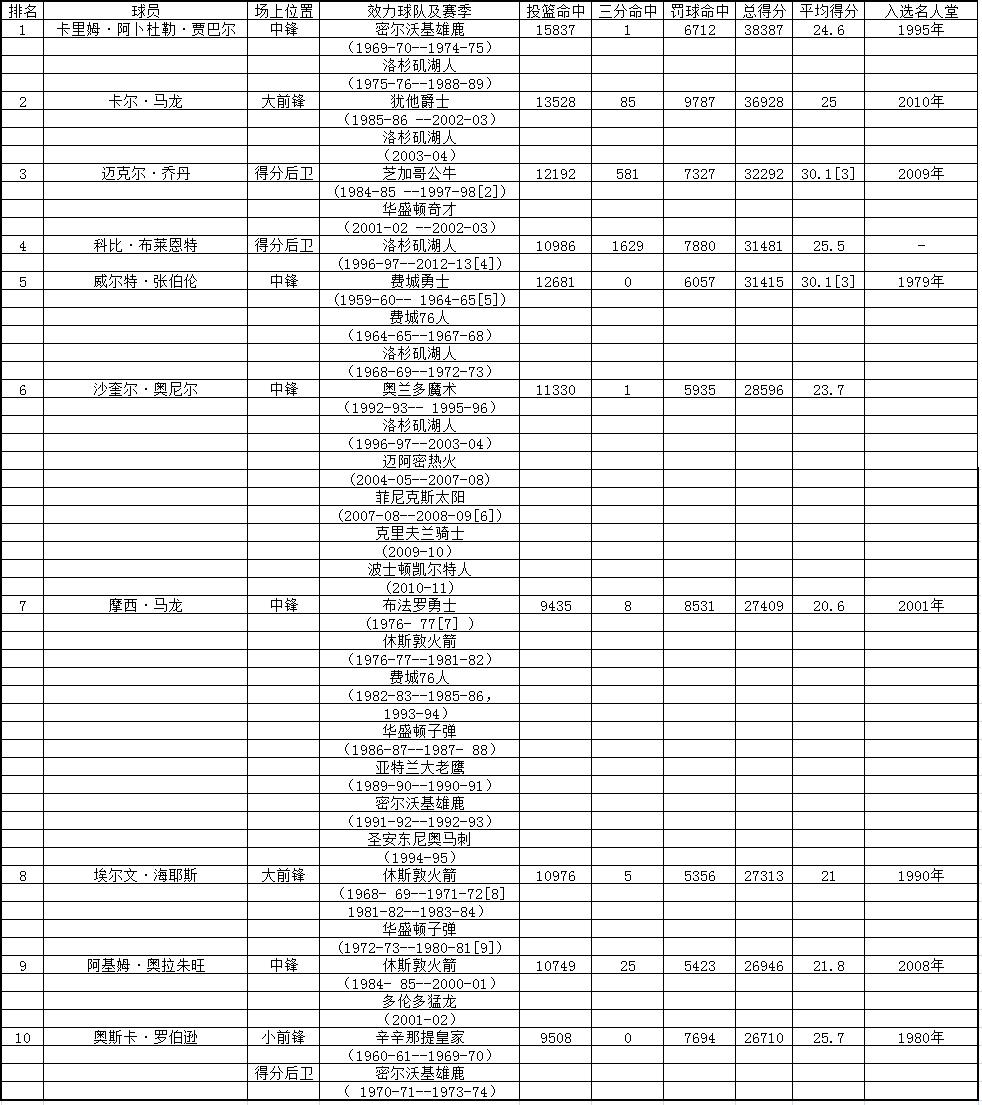 排名 球员 场上位置 效力球队及赛季 投篮命中 三分命中 罚球命中 总得分 平均得分 入选名人堂
1 卡里姆·阿卜杜勒·贾巴尔 中锋 密尔沃基雄鹿 15837 1 6712 38387 24.6 1995年
(1969-70--1974-75)
洛杉矶湖人
(1975-76--1988-89)
2 卡尔·马龙 大前锋 犹他爵士 13528 85 9787 36928 25 2010年
(1985-86 --2002-03)
洛杉矶湖人
(2003-04)
3 迈克尔·乔丹 得分后卫 芝加哥公牛 12192 581 7327 32292 30.1[3] 2009年
(1984-85 --1997-98[2])
华盛顿奇才
(2001-02 --2002-03)
4 科比·布莱恩特 得分后卫 洛杉矶湖人 10986 1629 7880 31481 25.5 -
(1996-97--2012-13[4])
5 威尔特·张伯伦 中锋 费城勇士 12681 0 6057 31415 30.1[3] 1979年
(1959-60-- 1964-65[5])
费城76人
(1964-65--1967-68)
洛杉矶湖人
(1968-69--1972-73)
6 沙奎尔·奥尼尔 中锋 奥兰多魔术 11330 1 5935 28596 23.7
(1992-93-- 1995-96)
洛杉矶湖人
(1996-97--2003-04)
迈阿密热火
(2004-05--2007-08)
菲尼克斯太阳
(2007-08--2008-09[6])
克里夫兰骑士
(2009-10)
波士顿凯尔特人
(2010-11)
7 摩西·马龙 中锋 布法罗勇士 9435 8 8531 27409 20.6 2001年
(1976- 77[7] )
休斯敦火箭
(1976-77--1981-82)
费城76人
(1982-83--1985-86,
1993-94)
华盛顿子弹
(1986-87--1987- 88)
亚特兰大老鹰
(1989-90--1990-91)
密尔沃基雄鹿
(1991-92--1992-93)
圣安东尼奥马刺
(1994-95)
8 埃尔文·海耶斯 大前锋 休斯敦火箭 10976 5 5356 27313 21 1990年
(1968- 69--1971-72[8]
1981-82--1983-84)
华盛顿子弹
(1972-73--1980-81[9])
9 阿基姆·奥拉朱旺 中锋 休斯敦火箭 10749 25 5423 26946 21.8 2008年
(1984- 85--2000-01)
多伦多猛龙
(2001-02)
10 奥斯卡·罗伯逊 小前锋 辛辛那提皇家 9508 0 7694 26710 25.7 1980年
(1960-61--1969-70)
得分后卫 密尔沃基雄鹿
( 1970-71--1973-74)